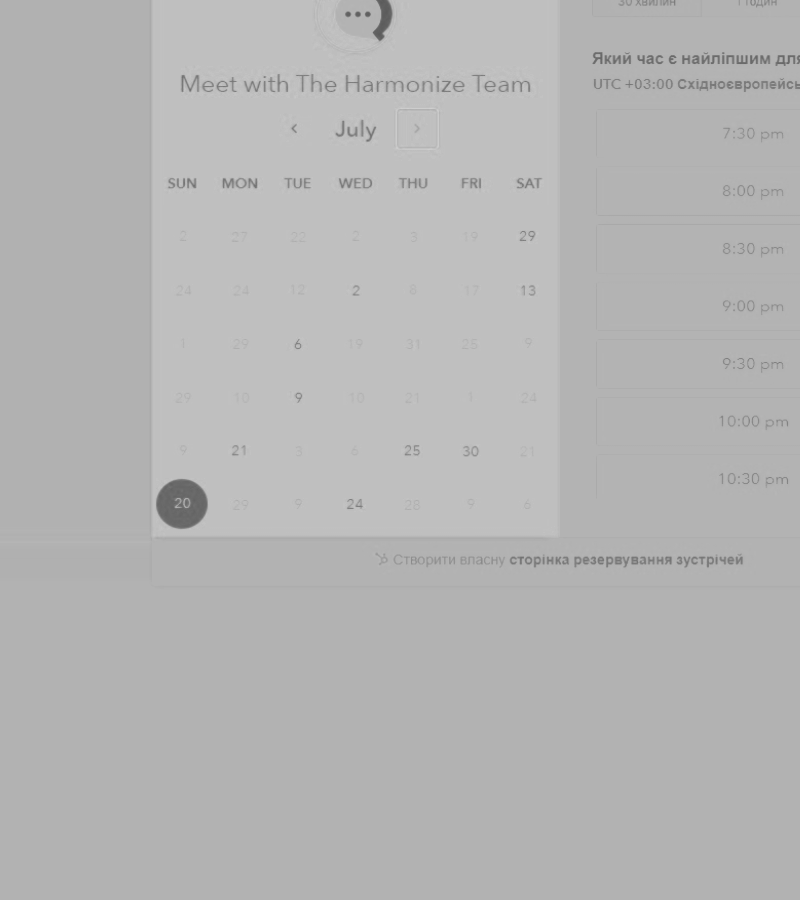 30 хвилин
1 годин
Meet with The Harmonize Team
July
SUN MON TUE WED THU FRI SAT
2 27 22 2 3 19 29
24 24 12 2 8 17 13
1 29 6 19 31 25 9
29 10 9 10 21 1 24
9 21 3 6 25 30 21
20 29 9 24 28 9 6
Який час є найліпшим для
UTC +03:00 Східноєвропейсь
7:30 pm
8:00 pm
8:30 pm
9:00 pm
9:30 pm
10:00 pm
10:30 pm
Створити власну сторінка резервування зустрічей